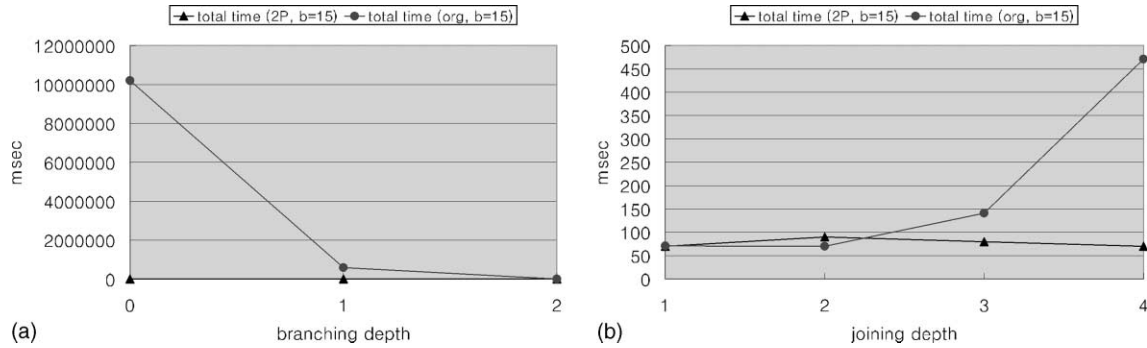 total time (2P, b=15) total time (org, b=15)
12000000
10000000
8000000
6000000
4000000
2000000
0
msec
0 1 2
branching depth
(a)
total time (2P, b=15) total time (org, b=15)
500
450
400
350
300
250
200
150
100
50
0
msec
1 2 3 4
joining depth
(b)